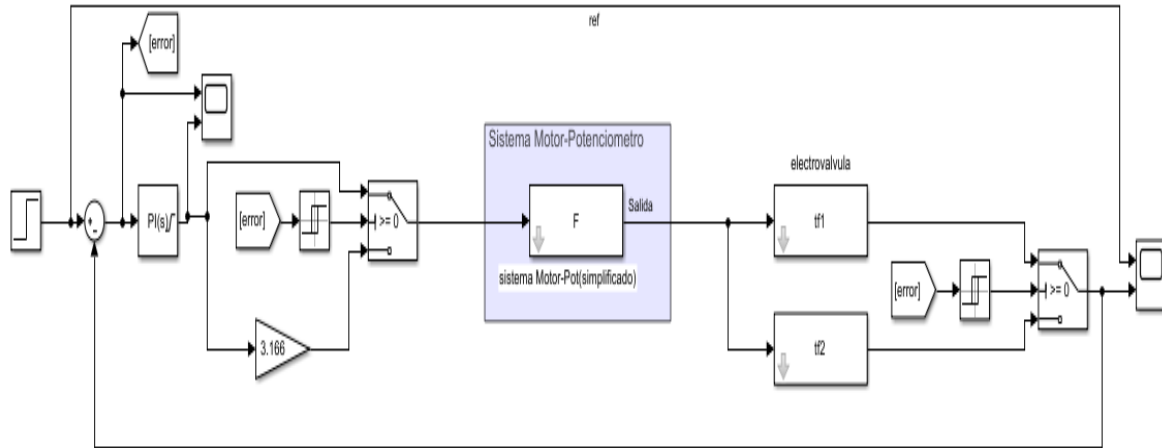 ref
[error]
Sistema Motor-Potenciometro
electrovalvula
PI(s)
[error]
>= 0
F
Salida
tf1
sistema Motor-Pot(simplificado)
[error]
>= 0
3.166
tf2